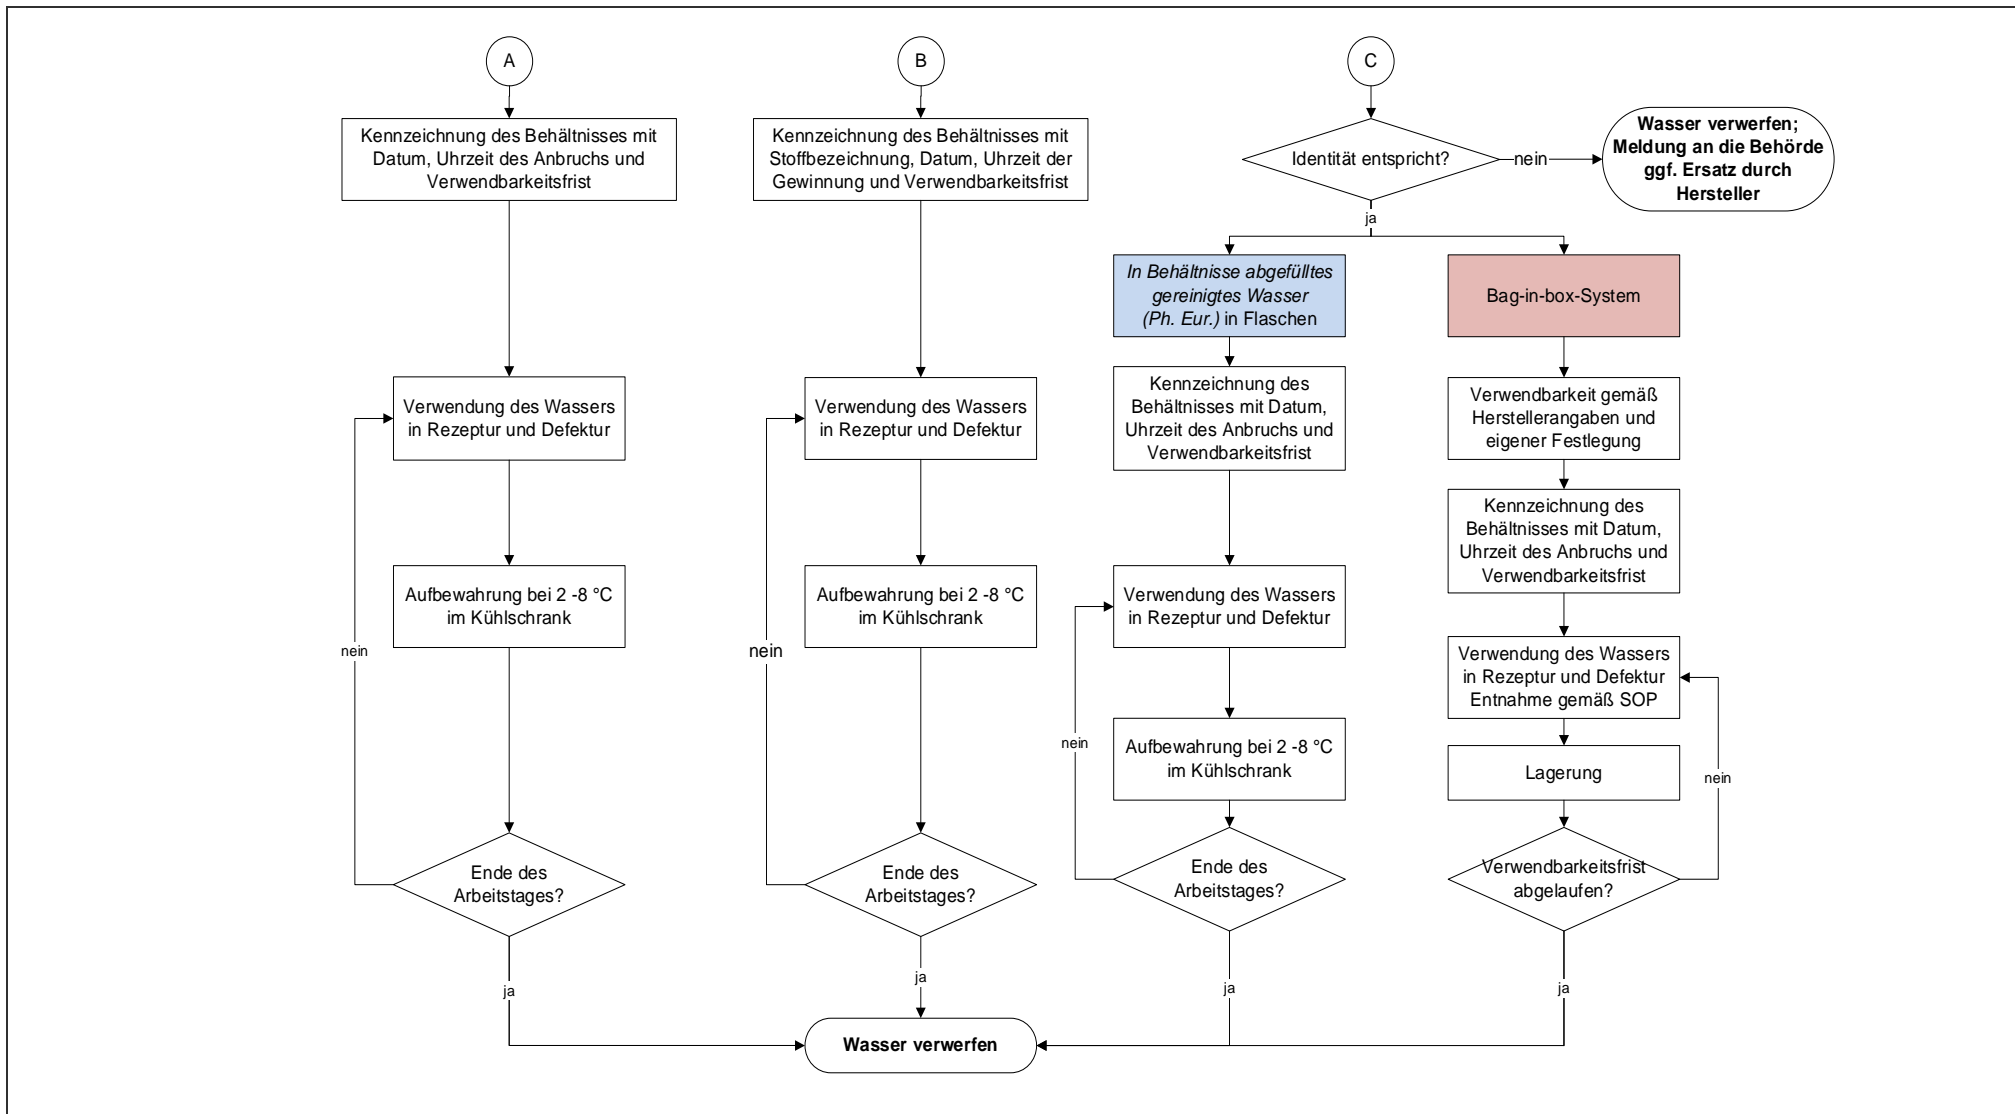 A
Kennzeichnung des Behältnisses mit
Datum, Uhrzeit des Anbruchs und
Verwendbarkeitsfrist
Verwendung des Wassers
in Rezeptur und Defektur
Aufbewahrung bei 2 -8 °C
im Kühlschrank
nein
Ende des
Arbeitstages?
ja
B
Kennzeichnung des Behältnisses mit
Stoffbezeichnung, Datum, Uhrzeit der
Gewinnung und Verwendbarkeitsfrist
Verwendung des Wassers
in Rezeptur und Defektur
Aufbewahrung bei 2 -8 °C
im Kühlschrank
nein
Ende des
Arbeitstages?
ja
C
Identität entspricht?
nein
Wasser verwerfen;
Meldung an die Behörde
ggf. Ersatz durch
Hersteller
ja
In Behältnisse abgefülltes
gereinigtes Wasser
(Ph. Eur.) in Flaschen
Kennzeichnung des
Behältnisses mit Datum,
Uhrzeit des Anbruchs und
Verwendbarkeitsfrist
Verwendung des Wassers
in Rezeptur und Defektur
nein
Aufbewahrung bei 2 -8 °C
im Kühlschrank
Ende des
Arbeitstages?
ja
Bag-in-box-System
Verwendbarkeit gemäß
Herstellerangaben und
eigener Festlegung
Kennzeichnung des
Behältnisses mit Datum,
Uhrzeit des Anbruchs und
Verwendbarkeitsfrist
Verwendung des Wassers
in Rezeptur und Defektur
Entnahme gemäß SOP
Lagerung
nein
Verwendbarkeitsfrist
abgelaufen?
ja
Wasser verwerfen